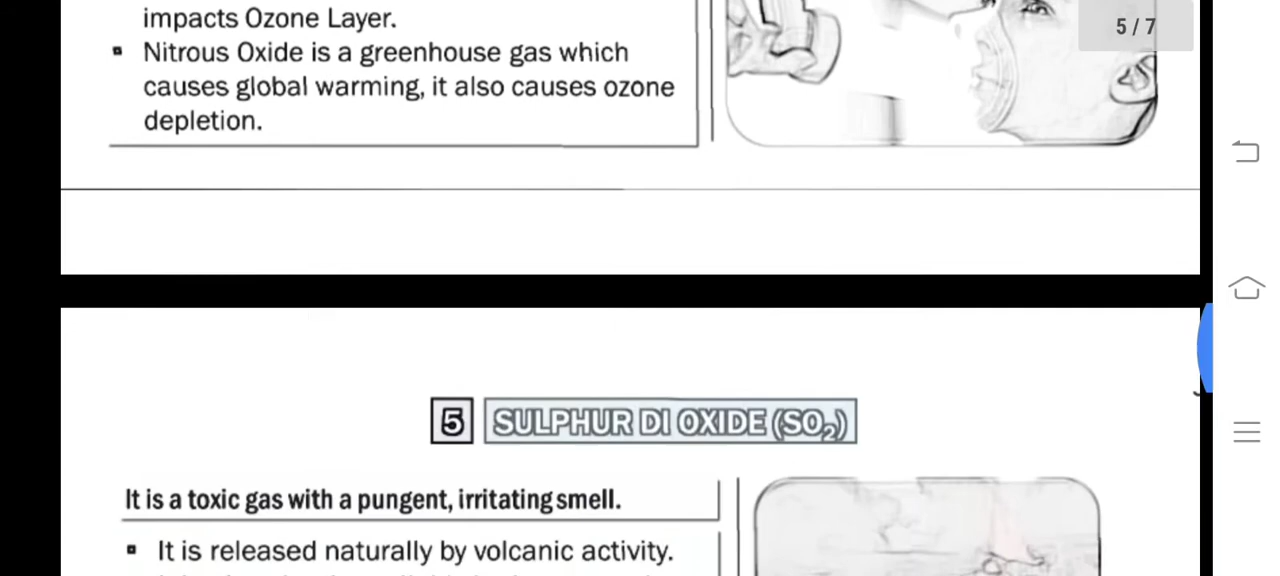 impacts Ozone Layer.
5 / 7
▪ Nitrous Oxide is a greenhouse gas which
causes global warming, it also causes ozone
depletion.
5 SULPHUR DI OXIDE (SO₂)
It is a toxic gas with a pungent, irritating smell.
▪ It is released naturally by volcanic activity.